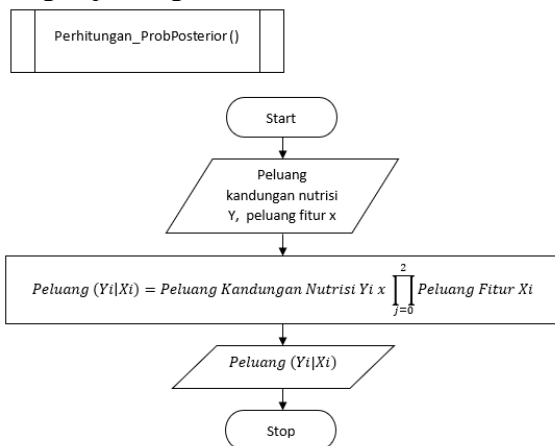 Perhitungan_ProbPosterior()
Start
Peluang
kandungan nutrisi
Y, peluang fitur x
Peluang (Yi|Xi) = Peluang Kandungan Nutrisi Yi x ∏_{j=0}^{2} Peluang Fitur Xi
Peluang (Yi|Xi)
Stop